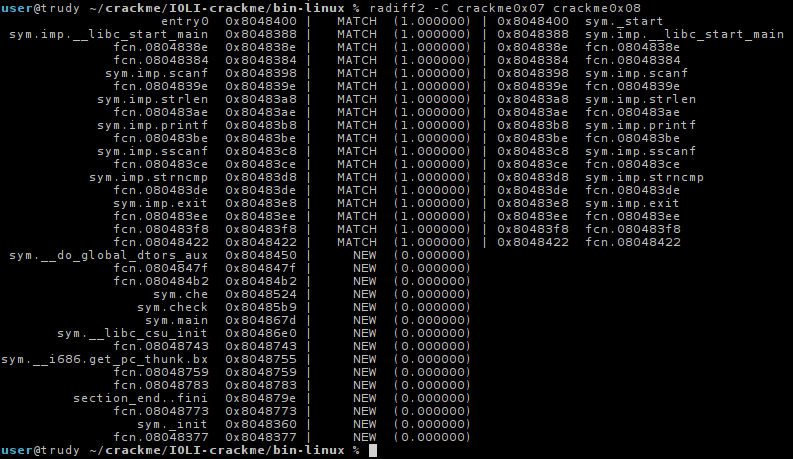 user@trudy ~/crackme/IOLI-crackme/bin-linux % radiff2 -C crackme0x07 crackme0x08
entry0 0x8048400 | MATCH (1.000000) | 0x8048400 sym._start
sym.imp.__libc_start_main 0x8048388 | MATCH (1.000000) | 0x8048388 sym.imp.__libc_start_main
fcn.0804838e 0x804838e | MATCH (1.000000) | 0x804838e fcn.0804838e
fcn.08048384 0x8048384 | MATCH (1.000000) | 0x8048384 fcn.08048384
sym.imp.scanf 0x8048398 | MATCH (1.000000) | 0x8048398 sym.imp.scanf
fcn.0804839e 0x804839e | MATCH (1.000000) | 0x804839e fcn.0804839e
sym.imp.strlen 0x80483a8 | MATCH (1.000000) | 0x80483a8 sym.imp.strlen
fcn.080483ae 0x80483ae | MATCH (1.000000) | 0x80483ae fcn.080483ae
sym.imp.printf 0x80483b8 | MATCH (1.000000) | 0x80483b8 sym.imp.printf
fcn.080483be 0x80483be | MATCH (1.000000) | 0x80483be fcn.080483be
sym.imp.sscanf 0x80483c8 | MATCH (1.000000) | 0x80483c8 sym.imp.sscanf
fcn.080483ce 0x80483ce | MATCH (1.000000) | 0x80483ce fcn.080483ce
sym.imp.strncmp 0x80483d8 | MATCH (1.000000) | 0x80483d8 sym.imp.strncmp
fcn.080483de 0x80483de | MATCH (1.000000) | 0x80483de fcn.080483de
sym.imp.exit 0x80483e8 | MATCH (1.000000) | 0x80483e8 sym.imp.exit
fcn.080483ee 0x80483ee | MATCH (1.000000) | 0x80483ee fcn.080483ee
fcn.080483f8 0x80483f8 | MATCH (1.000000) | 0x80483f8 fcn.080483f8
fcn.08048422 0x8048422 | MATCH (1.000000) | 0x8048422 fcn.08048422
sym.__do_global_dtors_aux 0x8048450 | NEW (0.000000)
fcn.0804847f 0x804847f | NEW (0.000000)
fcn.080484b2 0x80484b2 | NEW (0.000000)
sym.che 0x8048524 | NEW (0.000000)
sym.check 0x80485b9 | NEW (0.000000)
sym.main 0x804867d | NEW (0.000000)
sym.__libc_csu_init 0x80486e0 | NEW (0.000000)
fcn.08048743 0x8048743 | NEW (0.000000)
sym.__i686.get_pc_thunk.bx 0x8048755 | NEW (0.000000)
fcn.08048759 0x8048759 | NEW (0.000000)
fcn.08048783 0x8048783 | NEW (0.000000)
section_end..fini 0x804879e | NEW (0.000000)
fcn.08048773 0x8048773 | NEW (0.000000)
sym._init 0x8048360 | NEW (0.000000)
fcn.08048377 0x8048377 | NEW (0.000000)
user@trudy ~/crackme/IOLI-crackme/bin-linux %